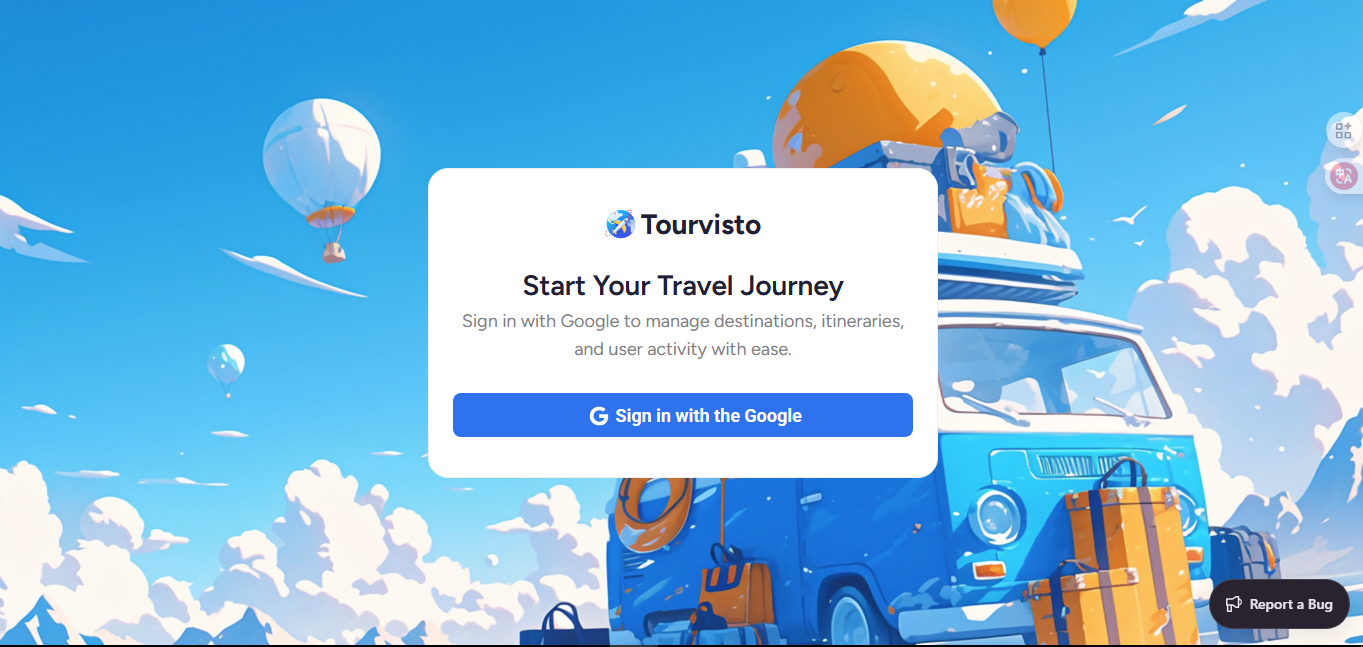 Tourvisto
Start Your Travel Journey
Sign in with Google to manage destinations, itineraries,
and user activity with ease.
G Sign in with the Google
Report a Bug